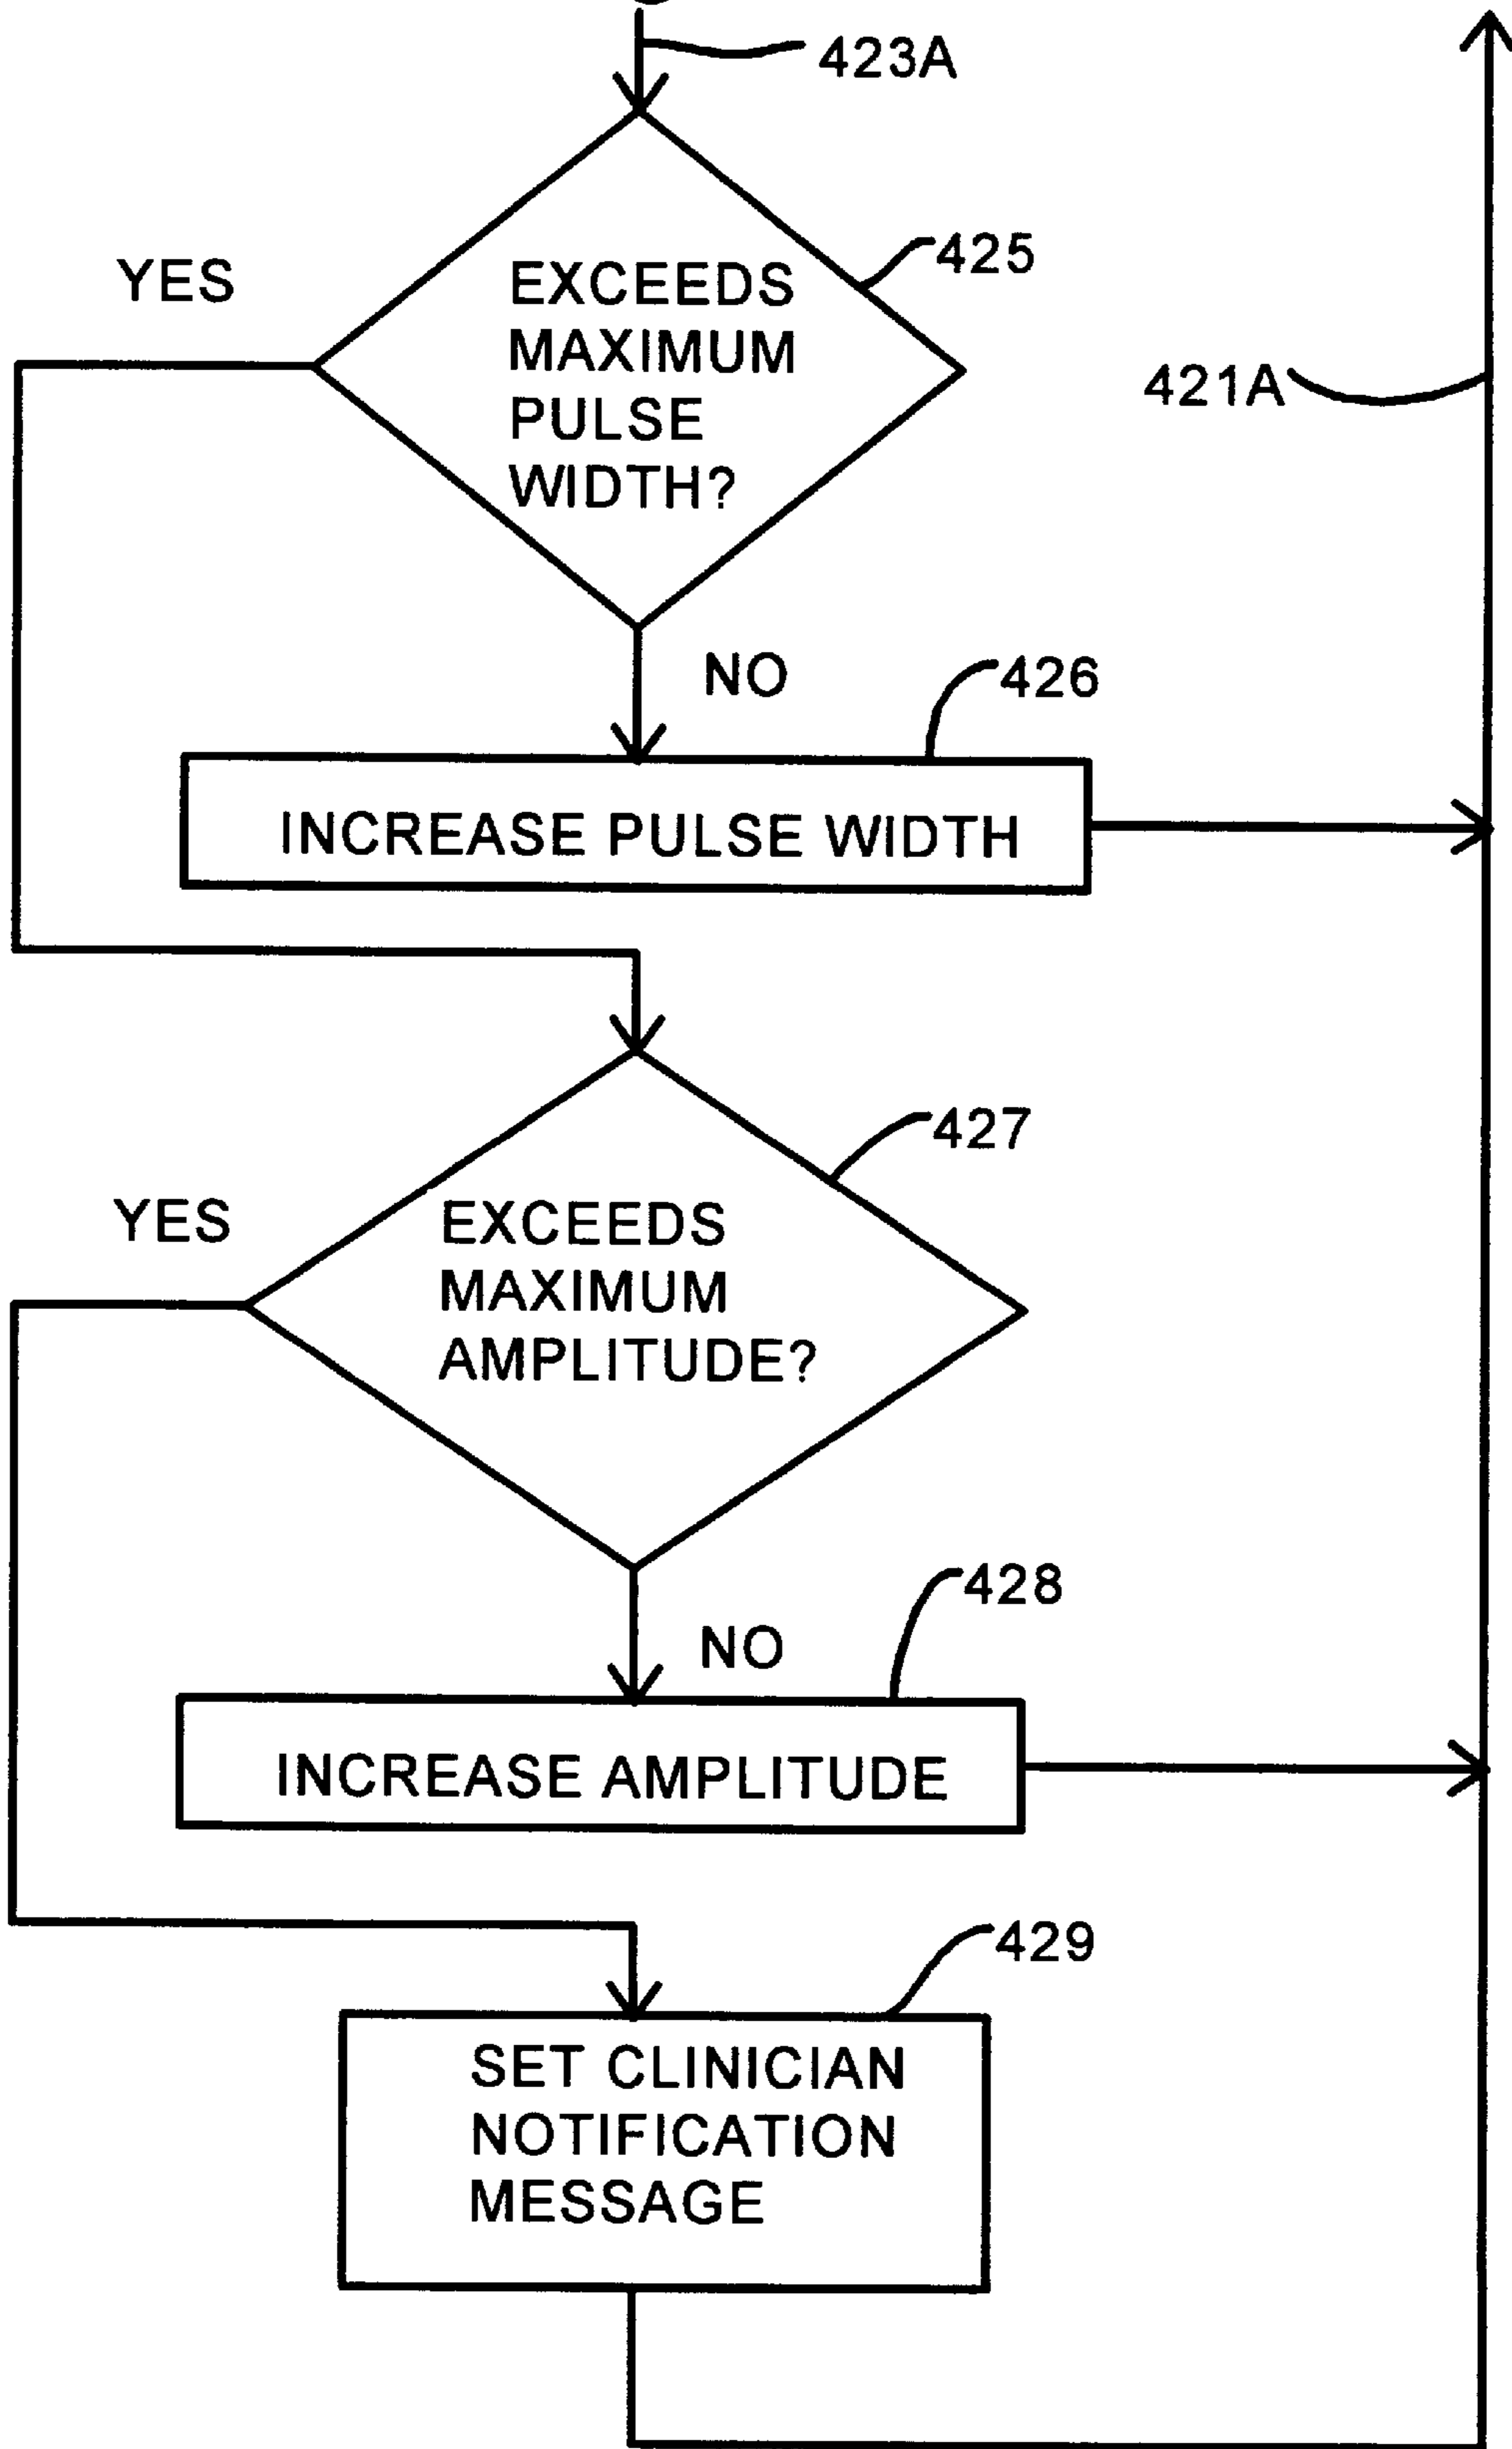 423A
YES
425
EXCEEDS
MAXIMUM
PULSE
WIDTH?
421A
NO
426
INCREASE PULSE WIDTH
427
YES
EXCEEDS
MAXIMUM
AMPLITUDE?
428
NO
INCREASE AMPLITUDE
429
SET CLINICIAN
NOTIFICATION
MESSAGE